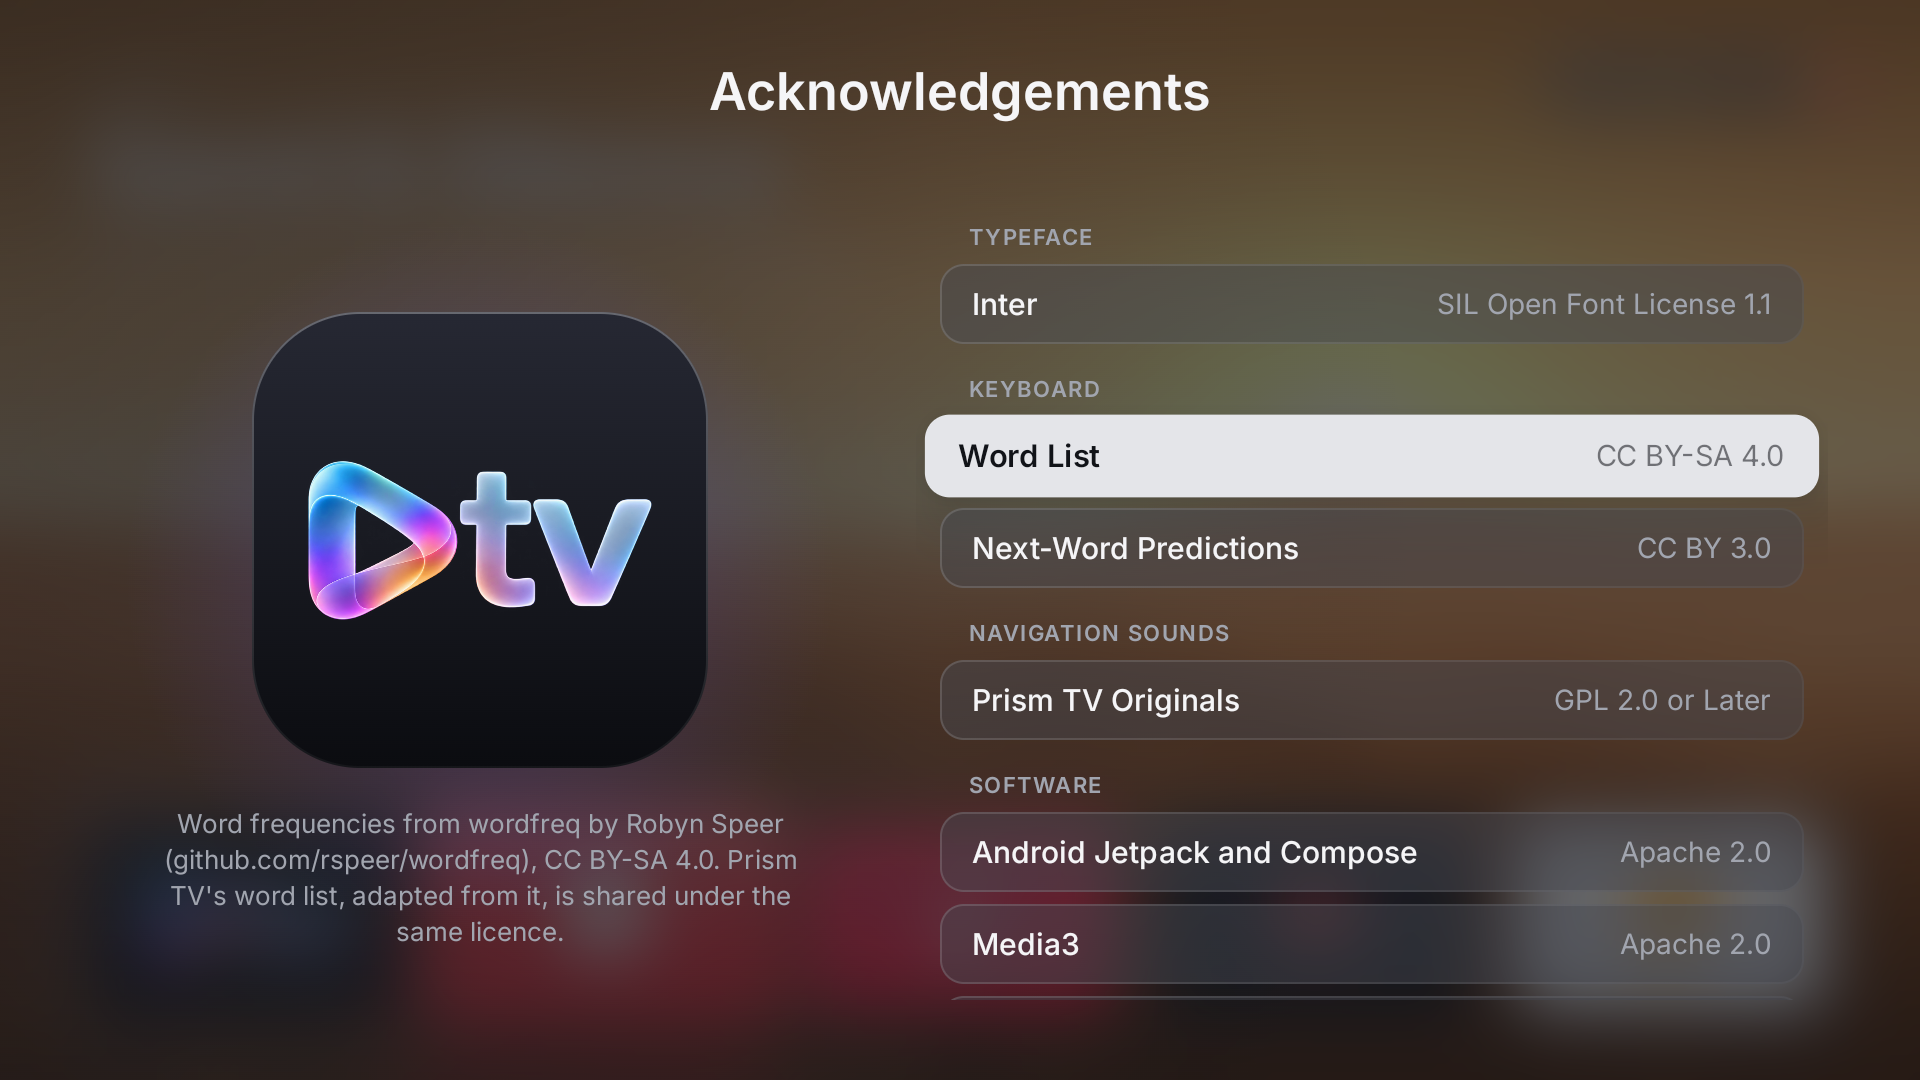 Acknowledgements
TYPEFACE
Inter
SIL Open Font License 1.1
KEYBOARD
Word List
CC BY-SA 4.0
Next-Word Predictions
CC BY 3.0
NAVIGATION SOUNDS
Prism TV Originals
GPL 2.0 or Later
SOFTWARE
Android Jetpack and Compose
Apache 2.0
Media3
Apache 2.0
tv
Word frequencies from wordfreq by Robyn Speer
(github.com/rspeer/wordfreq), CC BY-SA 4.0. Prism
TV's word list, adapted from it, is shared under the
same licence.